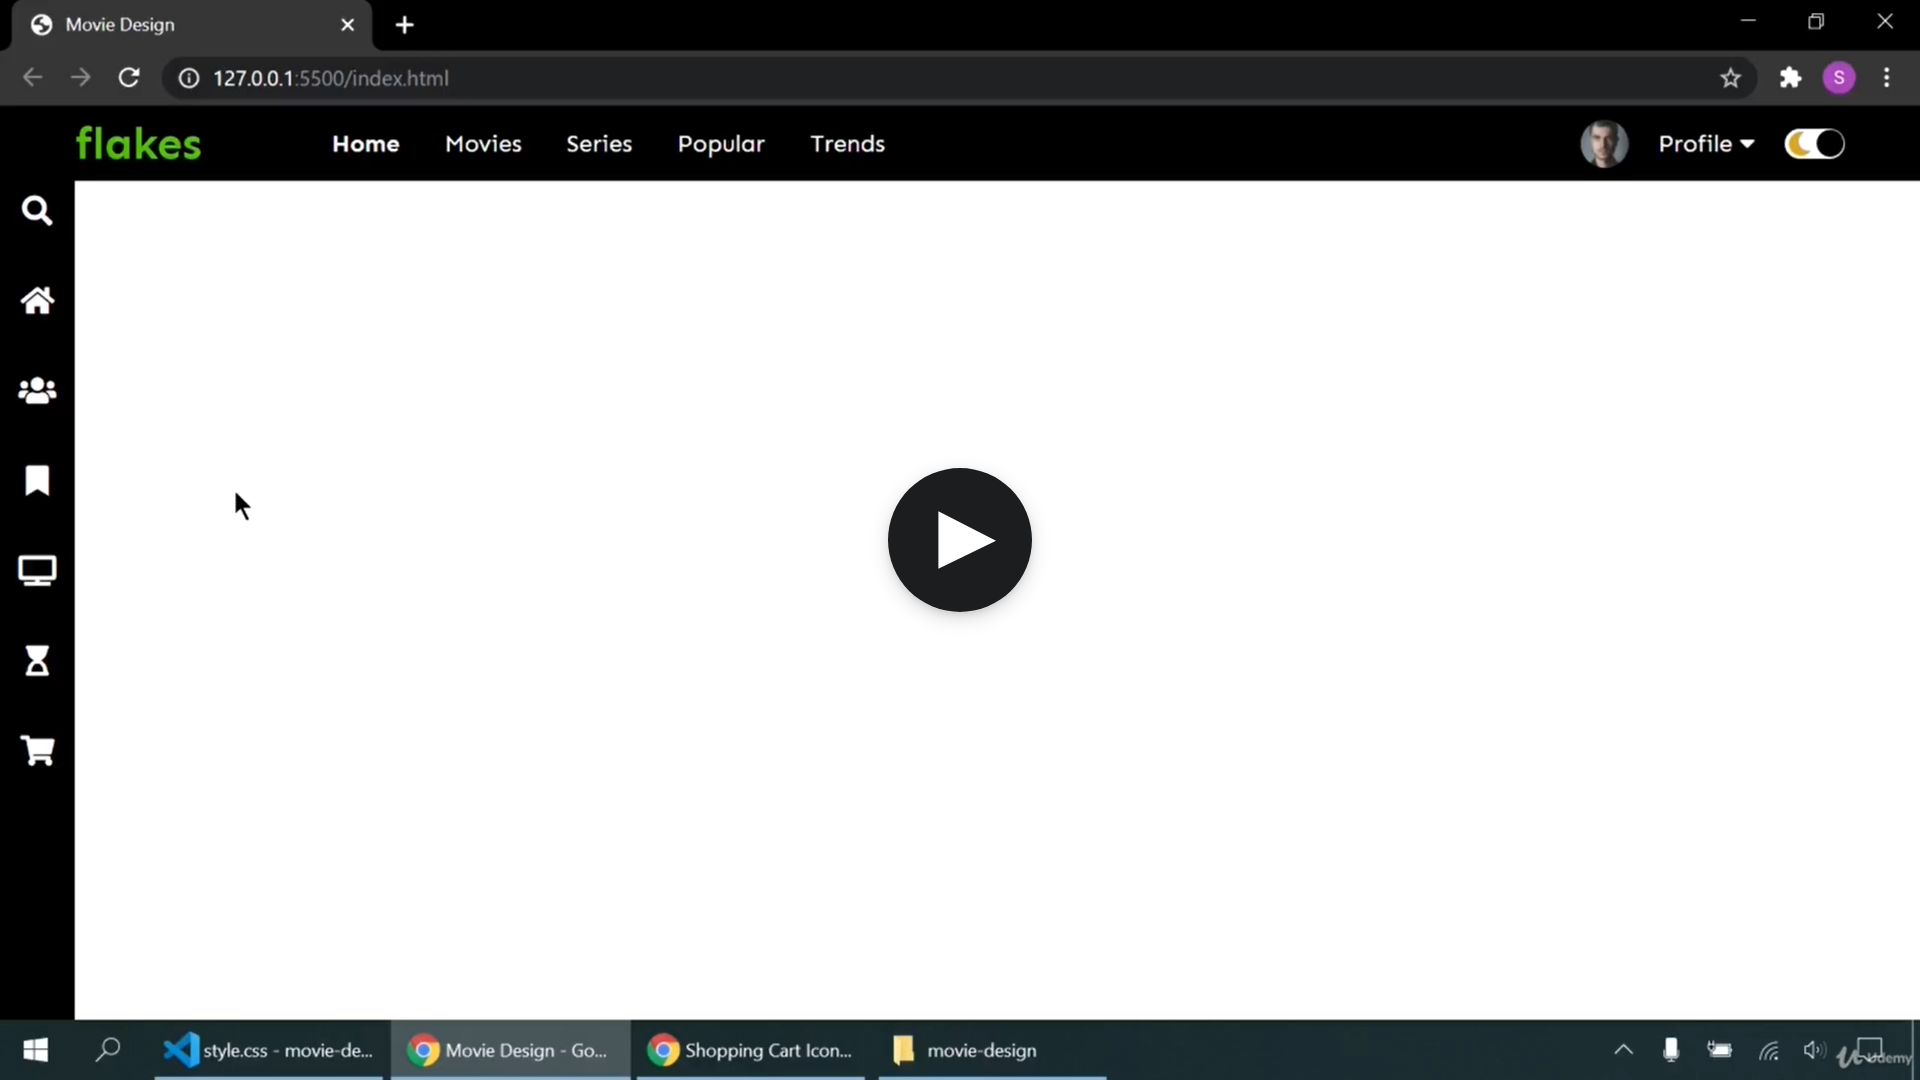 Movie Design
127.0.0.1:5500/index.html
S
flakes
Home Movies Series Popular Trends
Profile
style.css - movie-de...
Movie Design - Go...
Shopping Cart Icon...
movie-design
Udemy